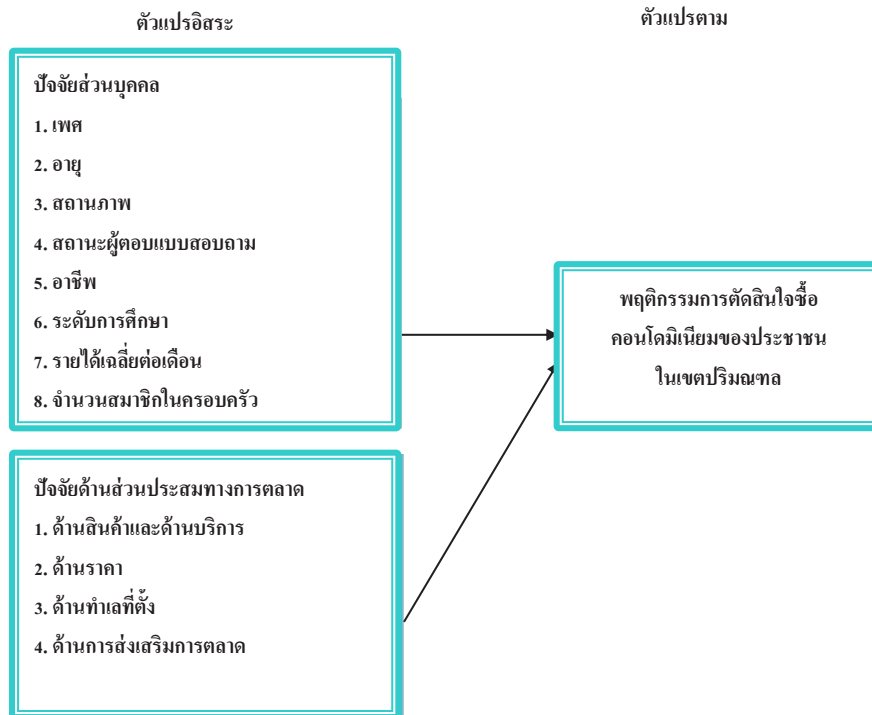 ตัวแปรอิสระ
ตัวแปรตาม
ปัจจัยส่วนบุคคล
1. เพศ
2. อายุ
3. สถานภาพ
4. สถานะผู้ตอบแบบสอบถาม
5. อาชีพ
6. ระดับการศึกษา
7. รายได้เฉลี่ยต่อเดือน
8. จำนวนสมาชิกในครอบครัว
พฤติกรรมการตัดสินใจซื้อ
คอนโดมิเนียมของประชาชน
ในเขตปริมณฑล
ปัจจัยด้านส่วนประสมทางการตลาด
1. ด้านสินค้าและด้านบริการ
2. ด้านราคา
3. ด้านทำเลที่ตั้ง
4. ด้านการส่งเสริมการตลาด